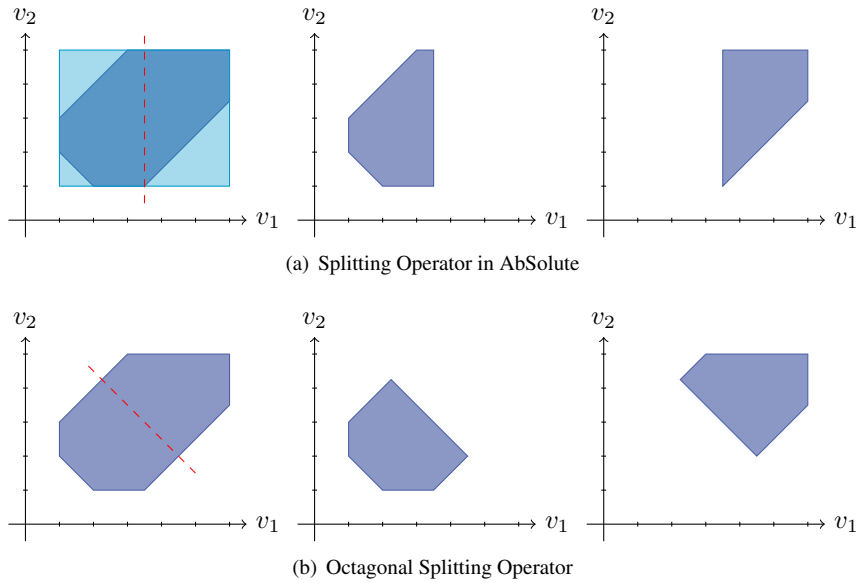 v₂ v₂ v₂
v₁ v₁ v₁
(a) Splitting Operator in AbSolute
v₂ v₂ v₂
v₁ v₁ v₁
(b) Octagonal Splitting Operator